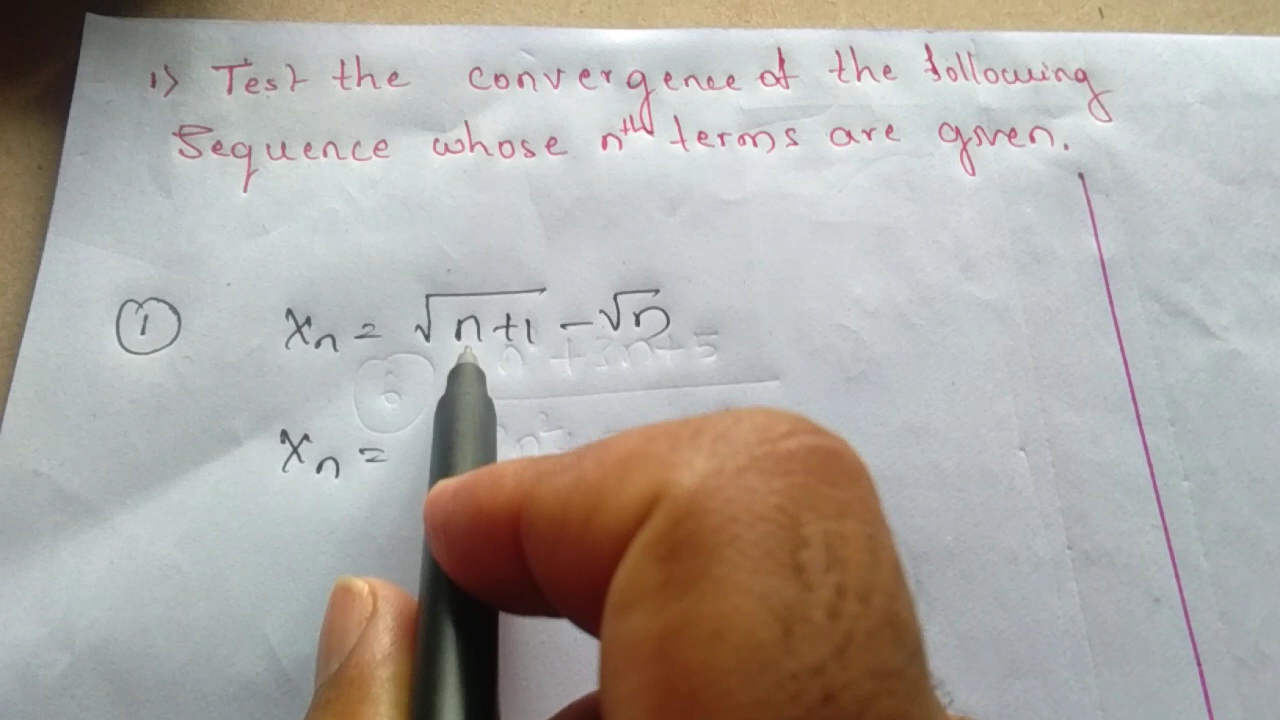 1) Test the convergence of the following
Sequence whose nth terms are given.
① xn = √n+1 - √n
xn =